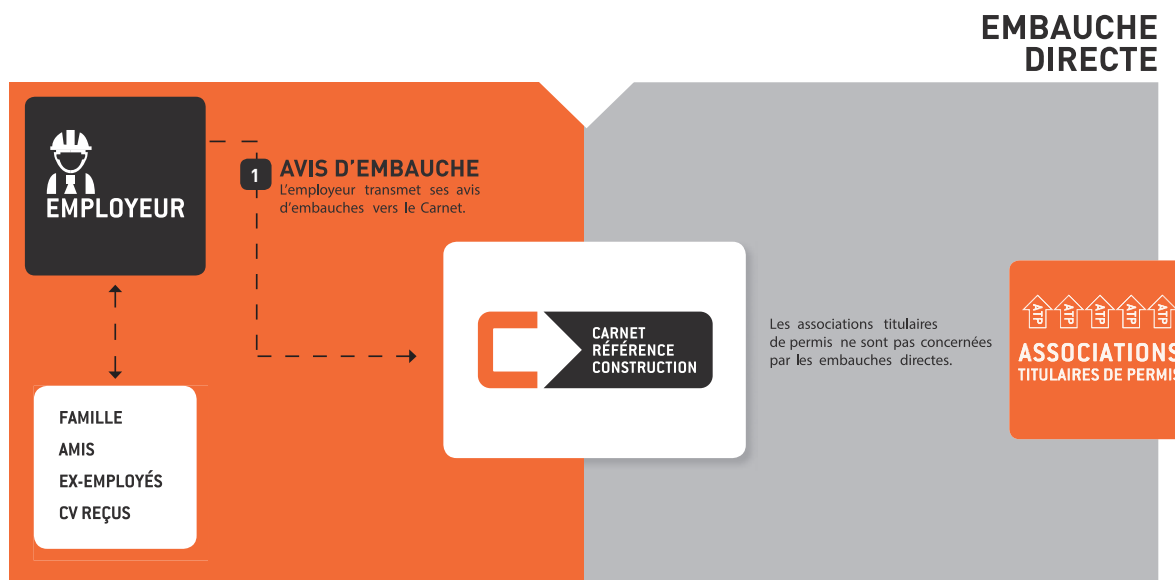 EMBAUCHE
DIRECTE
EMPLOYEUR
1
AVIS D'EMBAUCHE
L'employeur transmet ses avis
d'embauches vers le Carnet.
FAMILLE
AMIS
EX-EMPLOYÉS
CV REÇUS
CARNET
RÉFÉRENCE
CONSTRUCTION
Les associations titulaires
de permis ne sont pas concernées
par les embauches directes.
ATP ATP ATP ATP ATP
ASSOCIATIONS
TITULAIRES DE PERMIS